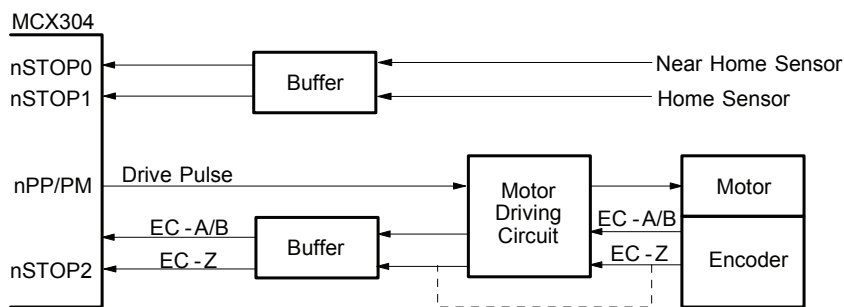 MCX304
nSTOP0
nSTOP1
Buffer
Near Home Sensor
Home Sensor
nPP/PM
Drive Pulse
Motor
Driving
Circuit
Motor
EC-A/B
Buffer
EC-A/B
nSTOP2
EC-Z
EC-Z
Encoder